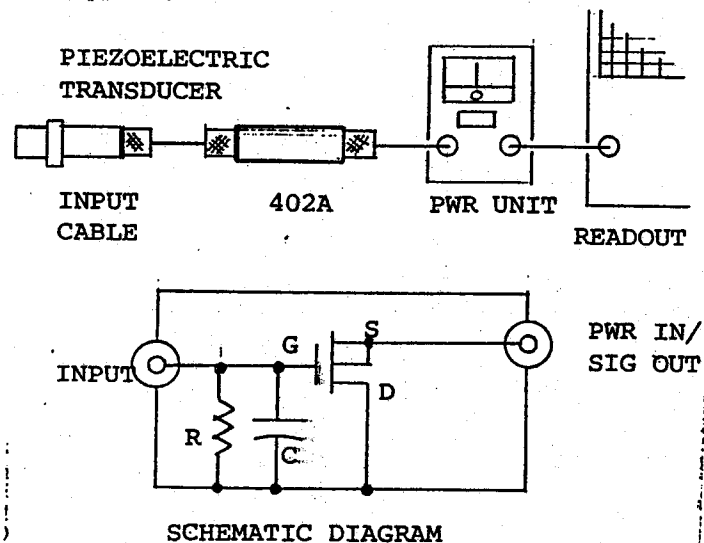 PIEZOELECTRIC
TRANSDUCER
INPUT
CABLE
402A
PWR UNIT
READOUT
INPUT
G
S
D
R
C
PWR IN/
SIG OUT
SCHEMATIC DIAGRAM